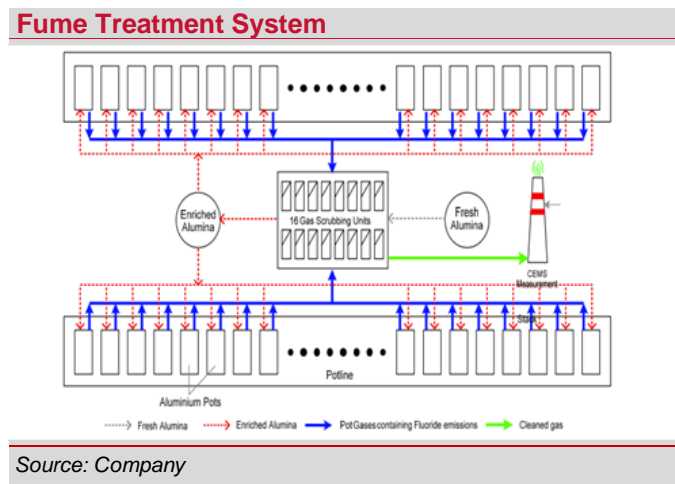 Fume Treatment System
Enriched
Alumina
16 Gas Scrubbing Units
Fresh
Alumina
CEMS
Measurement
Stack
Potline
Aluminium Pots
Fresh Alumina
Enriched Alumina
Pot Gases containing Fluoride emissions
Cleaned gas
Source: Company